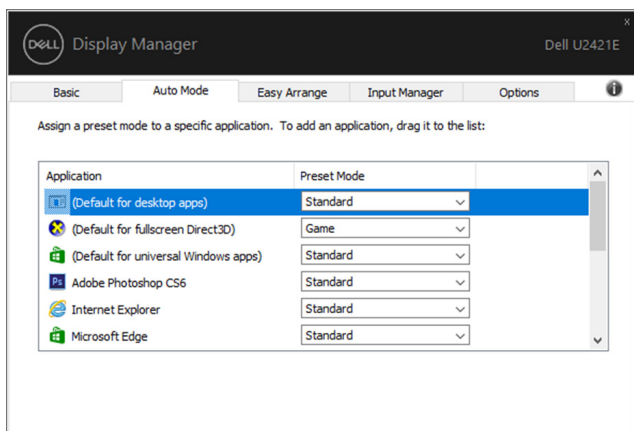 x
DELL Display Manager Dell U2421E
Basic Auto Mode Easy Arrange Input Manager Options i
Assign a preset mode to a specific application. To add an application, drag it to the list:
Application Preset Mode
(Default for desktop apps) Standard
(Default for fullscreen Direct3D) Game
(Default for universal Windows apps) Standard
Ps Adobe Photoshop CS6 Standard
Internet Explorer Standard
Microsoft Edge Standard